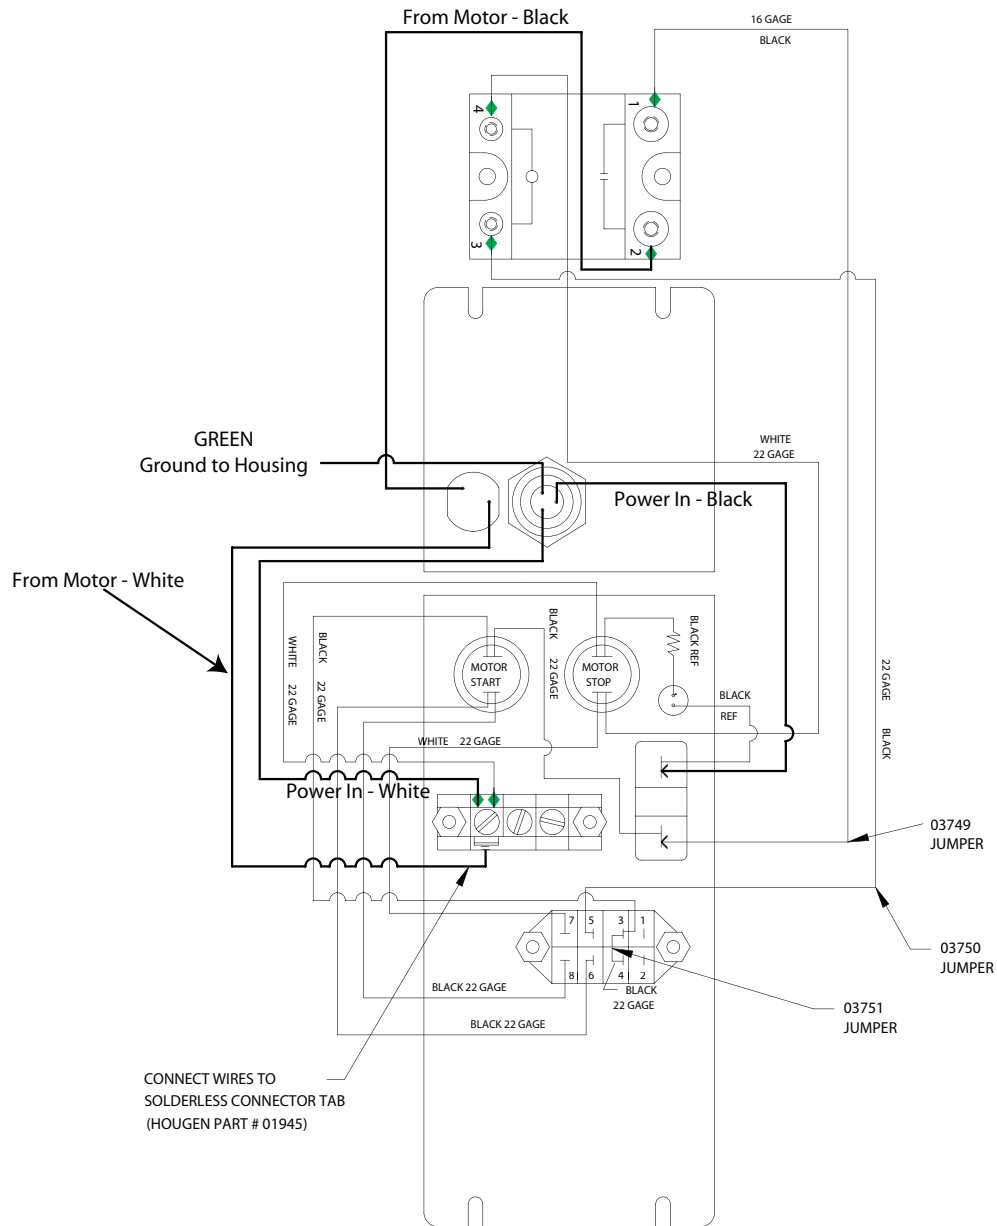 From Motor - Black
16 GAGE
BLACK
4
1
3
2
GREEN
Ground to Housing
WHITE
22 GAGE
Power In - Black
From Motor - White
WHITE 22 GAGE
BLACK 22 GAGE
MOTOR
START
BLACK 22 GAGE
MOTOR
STOP
BLACK REF
BLACK
REF
22 GAGE BLACK
WHITE 22 GAGE
Power In - White
03749
JUMPER
7 5 3 1
8 6 4 2
03750
JUMPER
BLACK 22 GAGE
BLACK
22 GAGE
03751
JUMPER
BLACK 22 GAGE
CONNECT WIRES TO
SOLDERLESS CONNECTOR TAB
(HOUGEN PART # 01945)